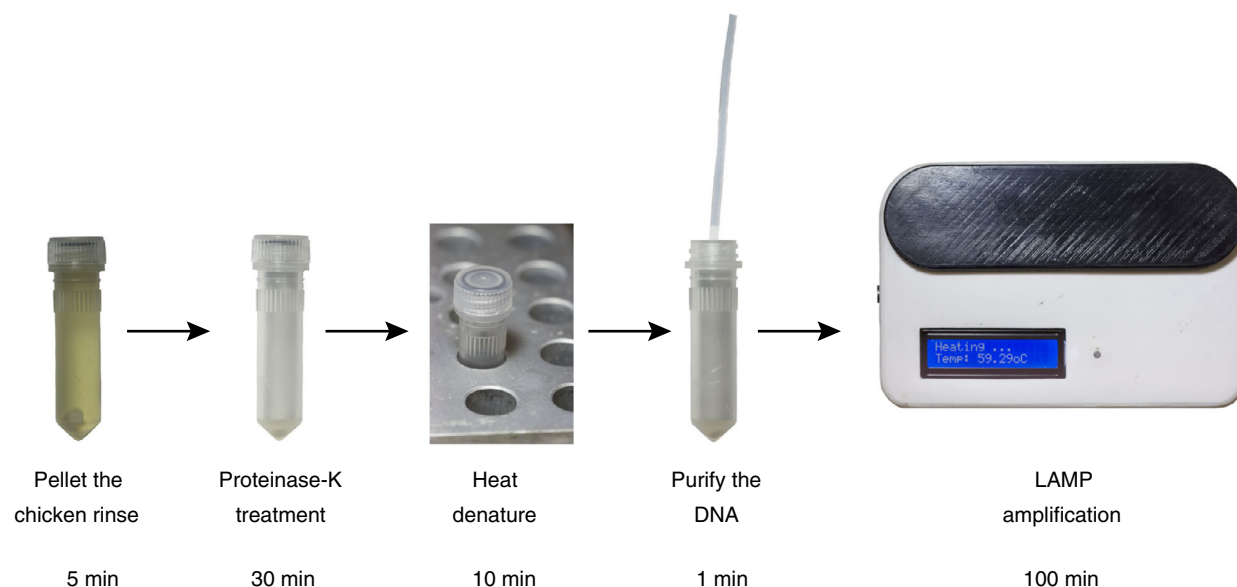 Heating ...
Temp: 59.29oC
Pellet the
chicken rinse
5 min
Proteinase-K
treatment
30 min
Heat
denature
10 min
Purify the
DNA
1 min
LAMP
amplification
100 min